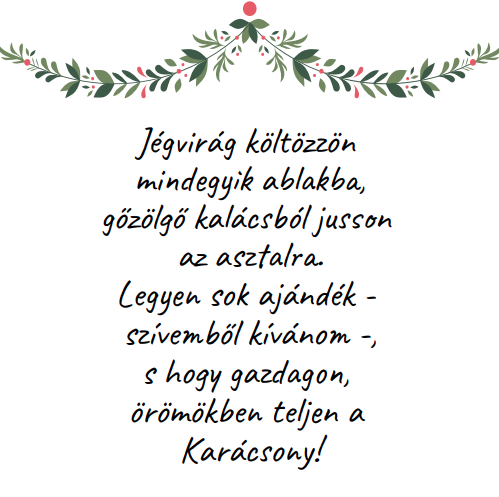 Jégvirág költözzön
mindegyik ablakba,
gőzölgő kalácsból jusson
az asztalra.
Legyen sok ajándék -
szívemből kívánom -,
s hogy gazdagon,
örömökben teljen a
Karácsony!